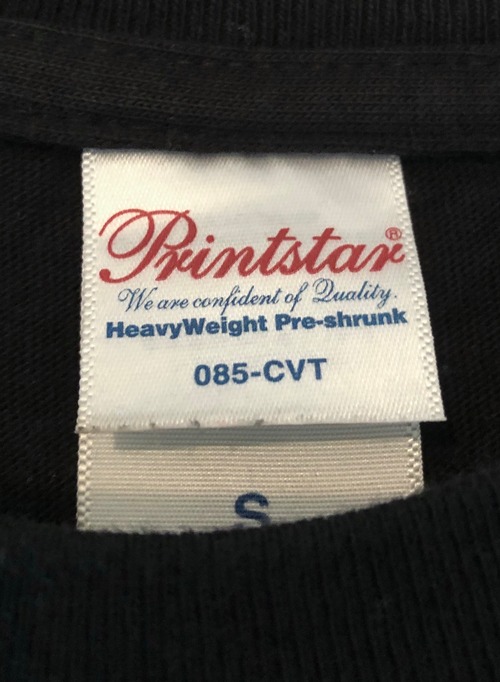 Printstar®
We are confident of Quality.
HeavyWeight Pre-shrunk
085-CVT
S